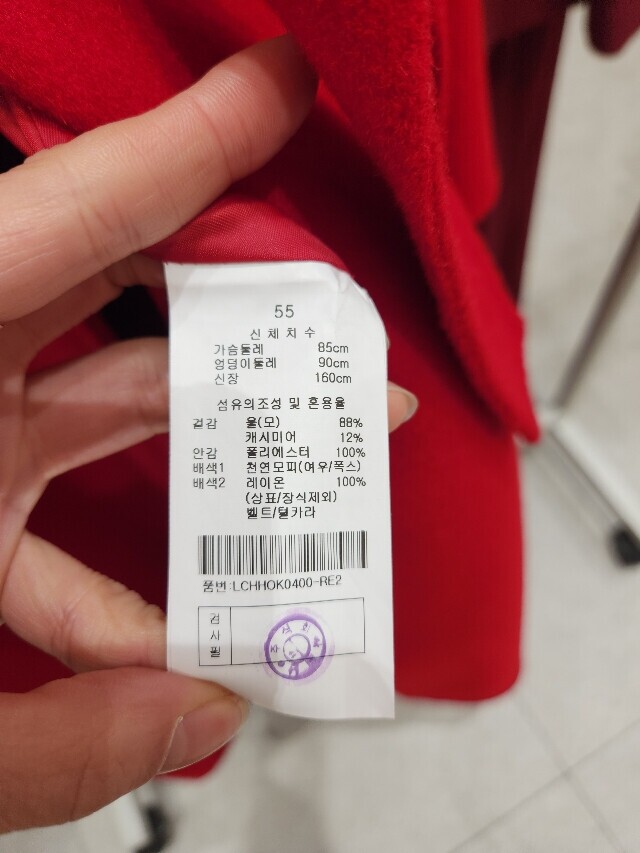 55
신체치수
가슴둘레 85cm
엉덩이둘레 90cm
신장 160cm
섬유의조성 및 혼용율
겉감 울(모) 88%
캐시미어 12%
안감 폴리에스터 100%
배색1 천연모피(여우/폭스)
배색2 레이온 100%
(상표/장식제외)
벨트/털카라
품번:LCHHOK0400-RE2
검사필